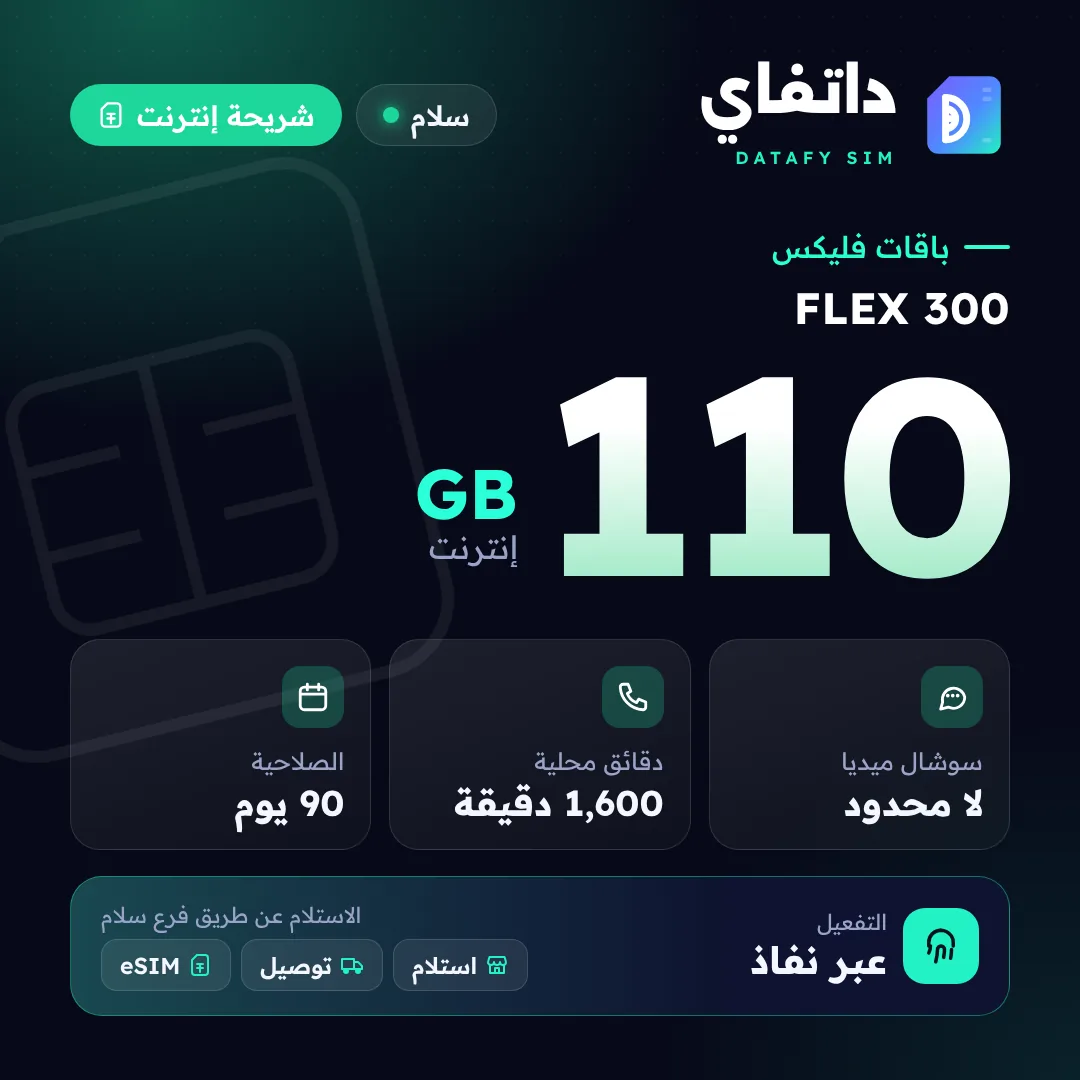 داتفاي
DATAFY SIM
سلام
شريحة إنترنت
باقات فليكس
FLEX 300
110
GB
إنترنت
سوشال ميديا
لا محدود
دقائق محلية
1,600 دقيقة
الصلاحية
90 يوم
التفعيل
عبر نفاذ
الاستلام عن طريق فرع سلام
استلام
توصيل
eSIM